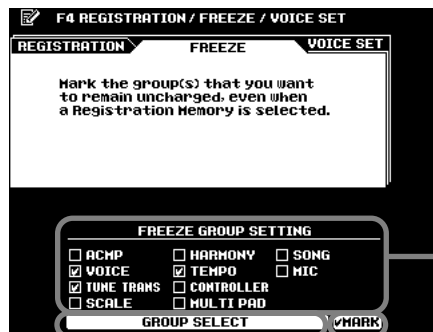 F4 REGISTRATION / FREEZE / VOICE SET
REGISTRATION FREEZE VOICE SET
Mark the group(s) that you want
to remain uncharged, even when
a Registration Memory is selected.
FREEZE GROUP SETTING
ACMP HARMONY SONG
VOICE TEMPO MIC
TUNE TRANS CONTROLLER
SCALE MULTI PAD
GROUP SELECT MARK